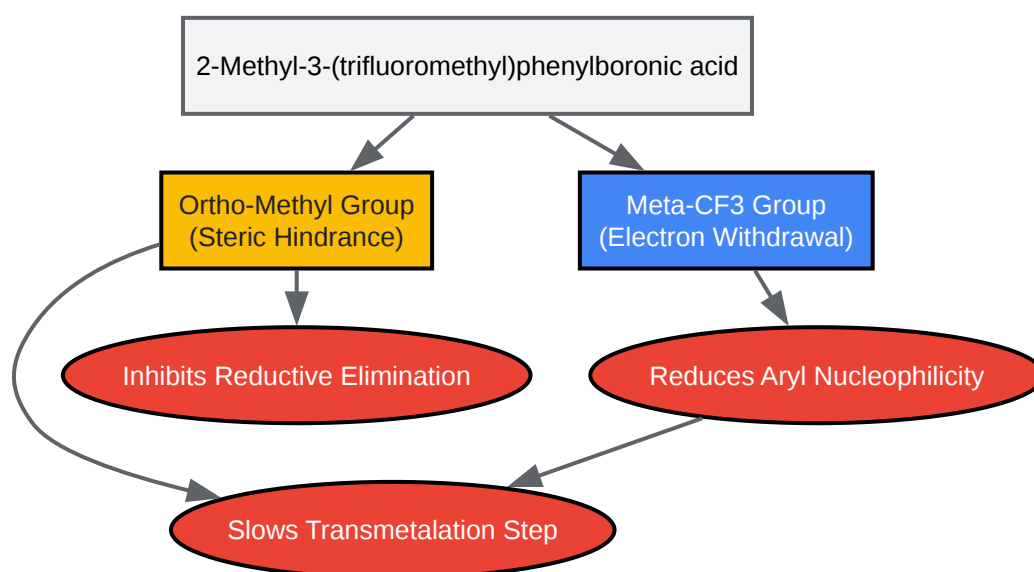 2-Methyl-3-(trifluoromethyl)phenylboronic acid
Ortho-Methyl Group
(Steric Hindrance)
Meta-CF3 Group
(Electron Withdrawal)
Inhibits Reductive Elimination
Reduces Aryl Nucleophilicity
Slows Transmetalation Step